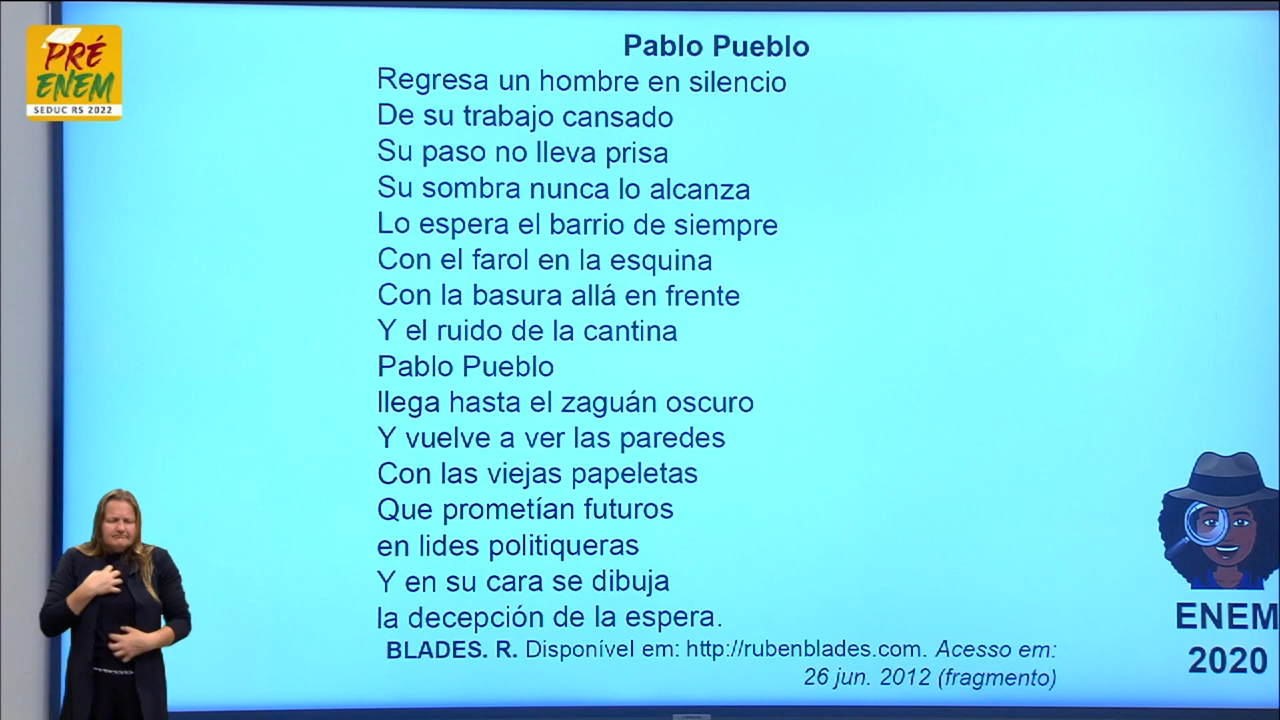 PRÉ
ENEM
SEDUC RS 2022
Pablo Pueblo
Regresa un hombre en silencio
De su trabajo cansado
Su paso no lleva prisa
Su sombra nunca lo alcanza
Lo espera el barrio de siempre
Con el farol en la esquina
Con la basura allá en frente
Y el ruido de la cantina
Pablo Pueblo
llega hasta el zaguán oscuro
Y vuelve a ver las paredes
Con las viejas papeletas
Que prometían futuros
en lides politiqueras
Y en su cara se dibuja
la decepción de la espera.
BLADES. R. Disponível em: http://rubenblades.com. Acesso em:
26 jun. 2012 (fragmento)
ENEM
2020